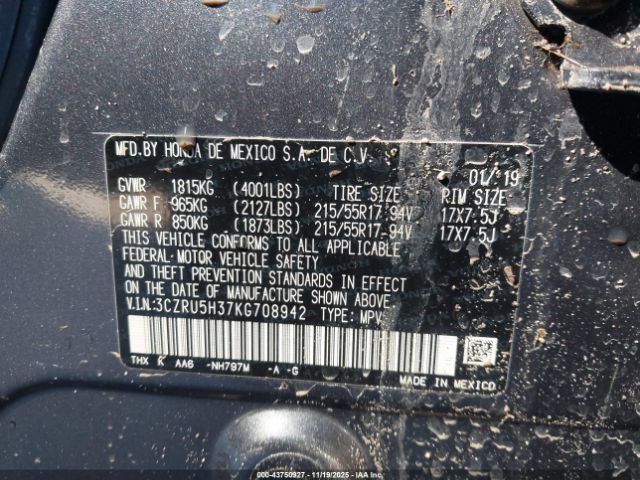 MFD.BY HONDA DE MEXICO S.A. DE C.V. 01/19
GVWR 1815KG (4001LBS) TIRE SIZE RIM SIZE
GAWR F 965KG (2127LBS) 215/55R17 94V 17X7.5J
GAWR R 850KG (1873LBS) 215/55R17 94V 17X7.5J
THIS VEHICLE CONFORMS TO ALL APPLICABLE
FEDERAL MOTOR VEHICLE SAFETY
AND THEFT PREVENTION STANDARDS IN EFFECT
ON THE DATE OF MANUFACTURE SHOWN ABOVE.
V.I.N:3CZRU5H37KG708942 TYPE: MPV
THX K AA6 -NH797M -A -G
MADE IN MEXICO
000-43750927 - 11/19/2025 - IAA Inc.